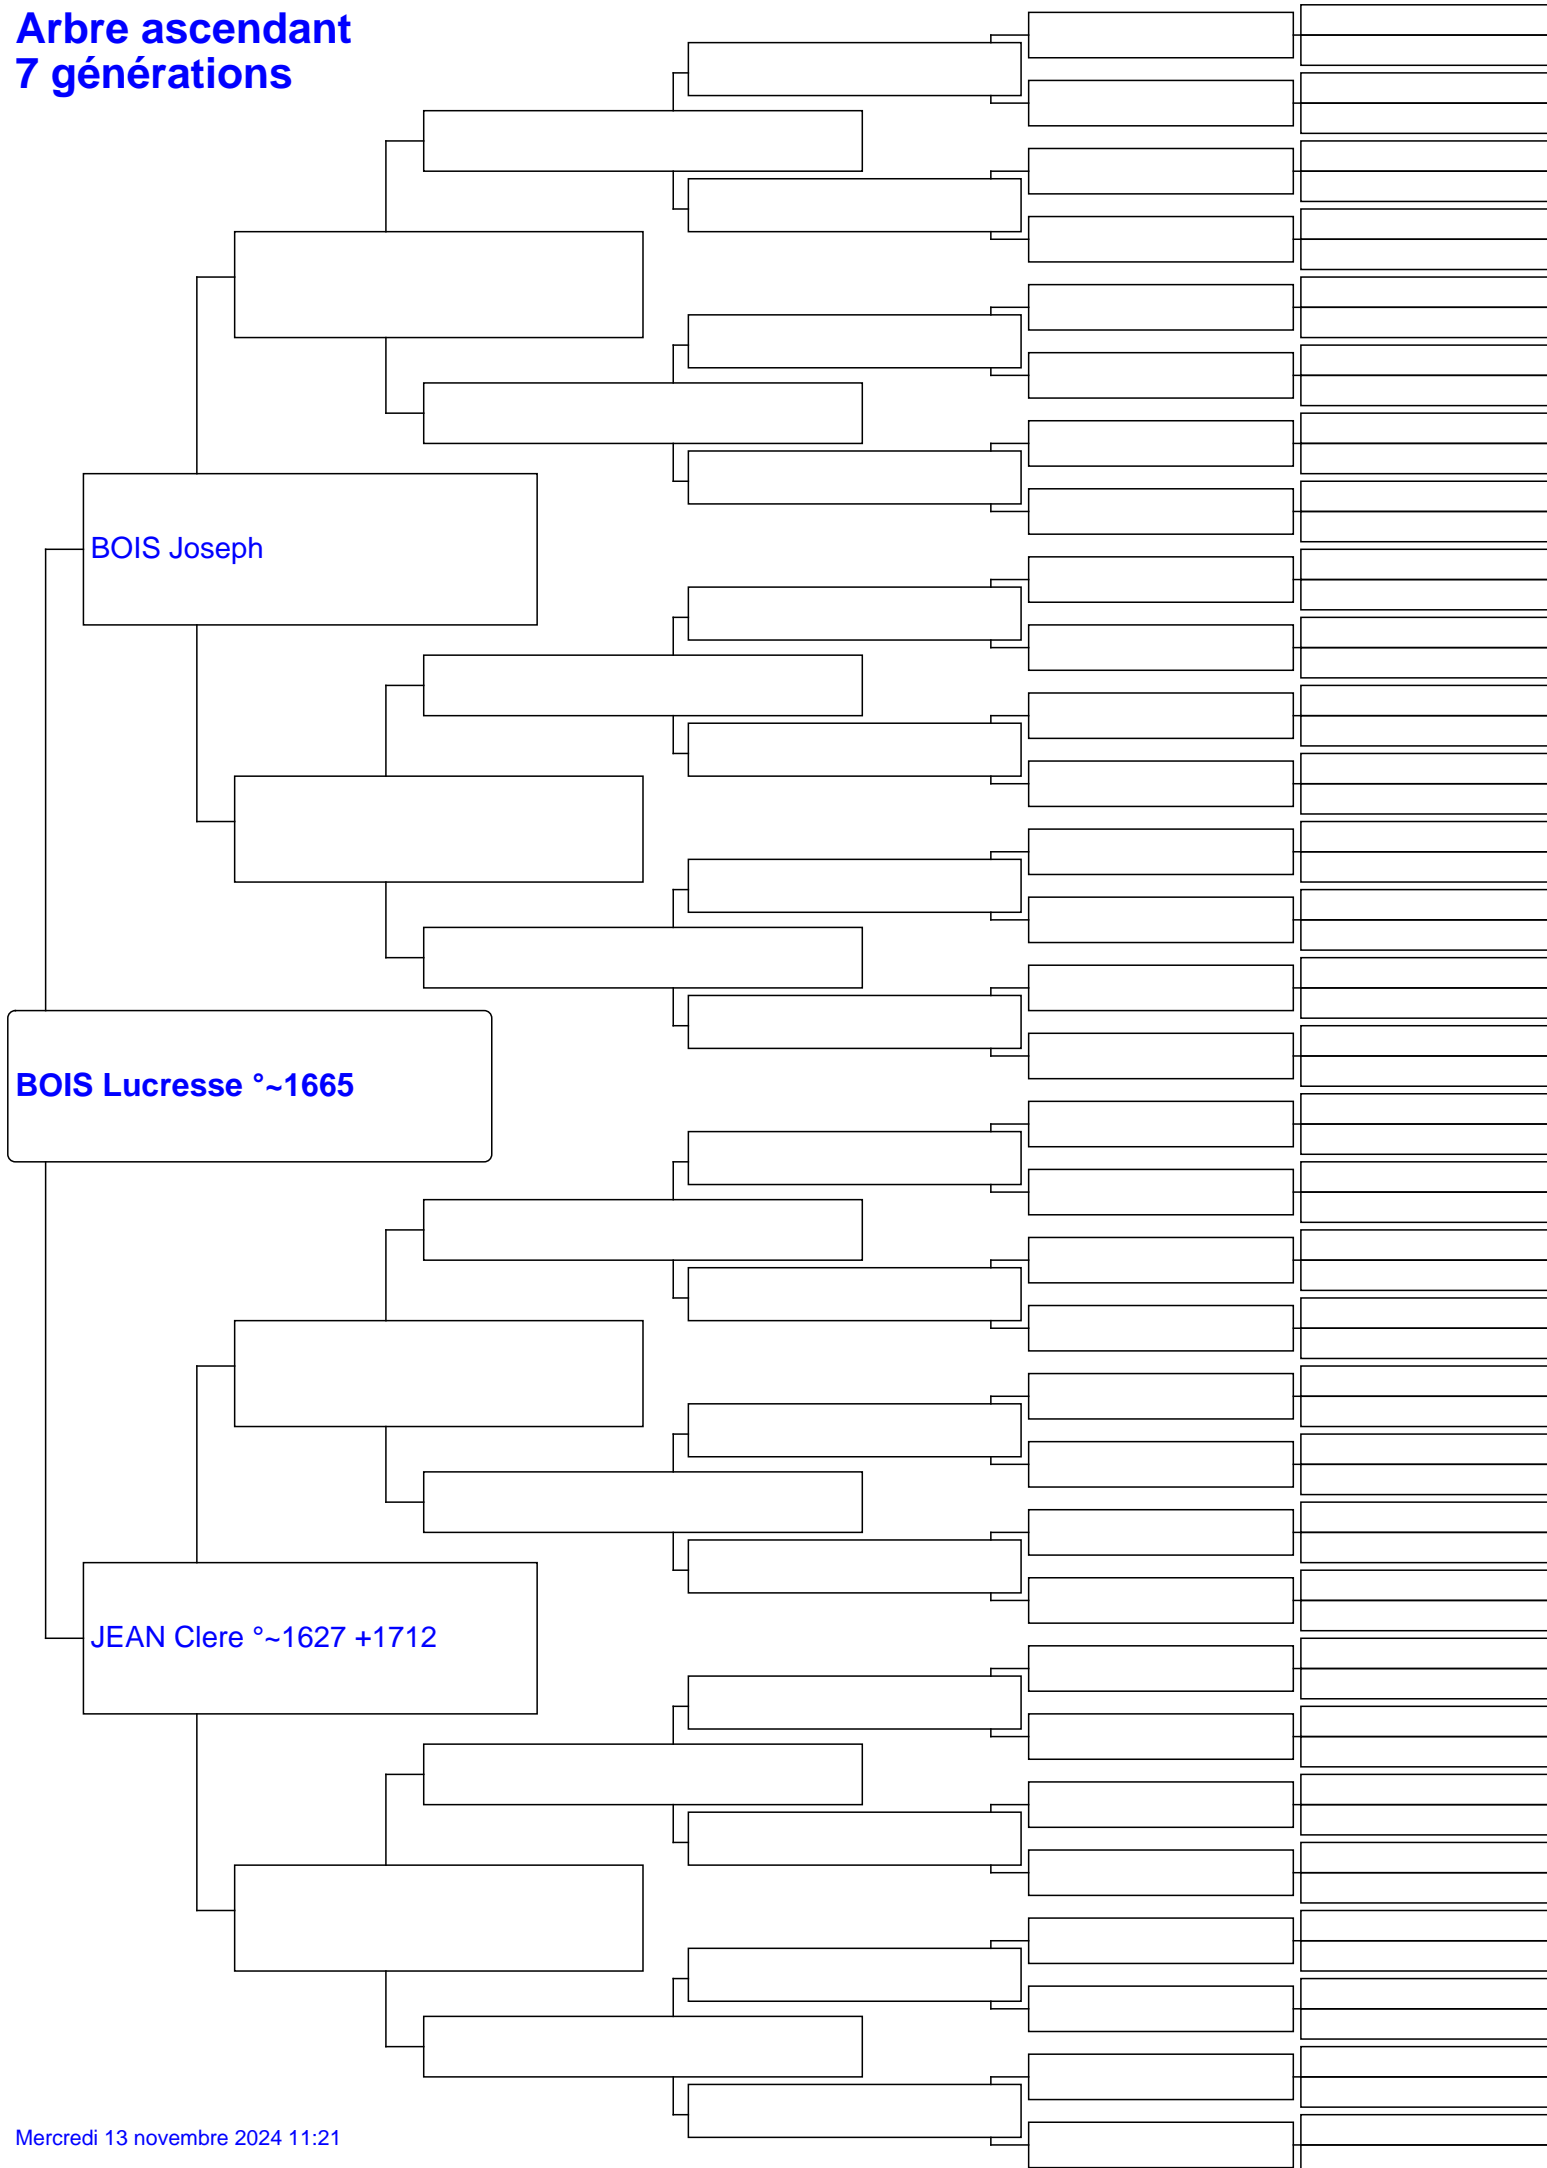 Arbre ascendant
7 générations
BOIS Joseph
BOIS Lucresse °~1665
JEAN Clere °~1627 +1712
Mercredi 13 novembre 2024 11:21